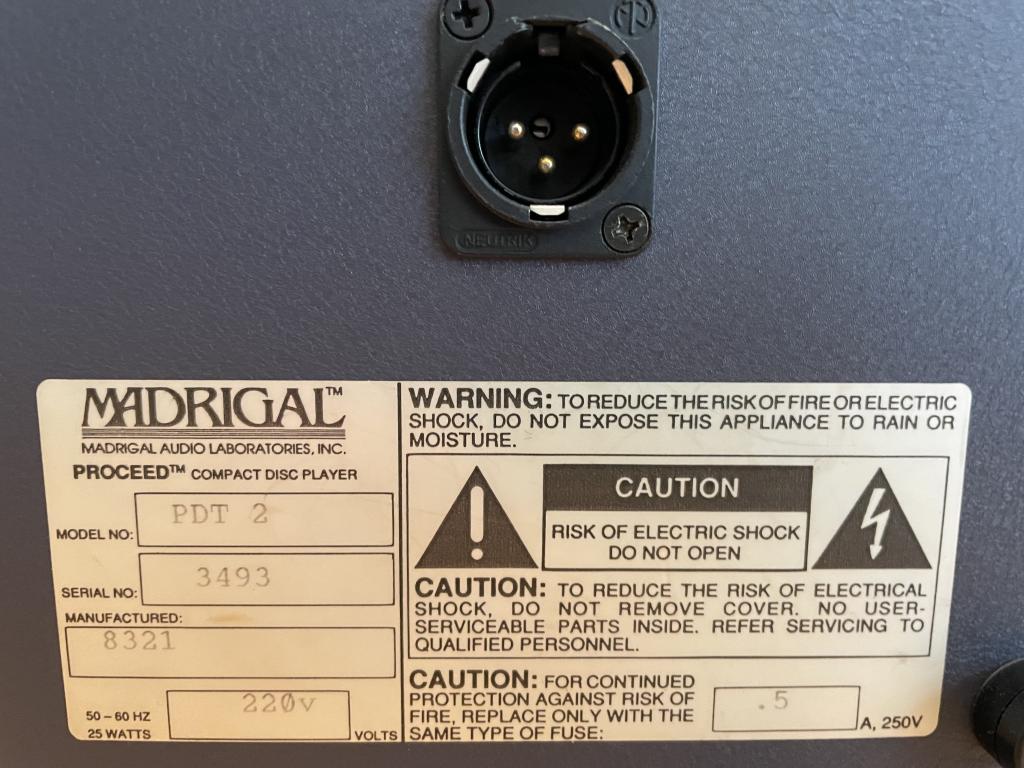 NEUTRIK
MADRIGAL™
MADRIGAL AUDIO LABORATORIES, INC.
PROCEED™ COMPACT DISC PLAYER
MODEL NO: PDT 2
SERIAL NO: 3493
MANUFACTURED:
8321
50 – 60 HZ
25 WATTS
220v VOLTS
WARNING: TO REDUCE THE RISK OF FIRE OR ELECTRIC
SHOCK, DO NOT EXPOSE THIS APPLIANCE TO RAIN OR
MOISTURE.
CAUTION
RISK OF ELECTRIC SHOCK
DO NOT OPEN
CAUTION: TO REDUCE THE RISK OF ELECTRICAL
SHOCK, DO NOT REMOVE COVER. NO USER-
SERVICEABLE PARTS INSIDE. REFER SERVICING TO
QUALIFIED PERSONNEL.
CAUTION: FOR CONTINUED
PROTECTION AGAINST RISK OF
FIRE, REPLACE ONLY WITH THE
SAME TYPE OF FUSE: .5 A, 250V